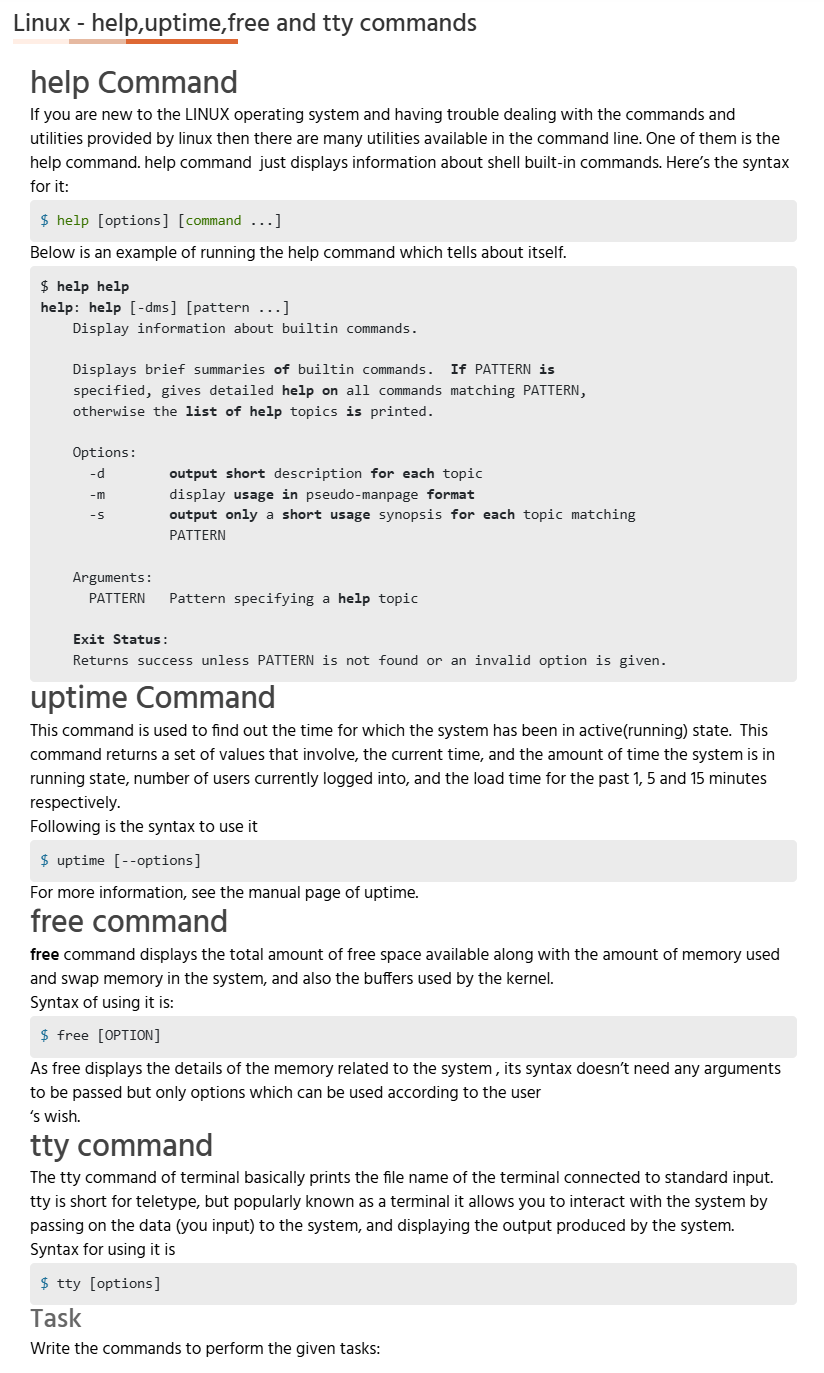 Linux - help,uptime,free and tty commands
help Command
If you are new to the LINUX operating system and having trouble dealing with the commands and
utilities provided by linux then there are many utilities available in the command line. One of them is the
help command. help command  just displays information about shell built-in commands. Here’s the syntax
for it:
$ help [options] [command ...]
Below is an example of running the help command which tells about itself.
$ help help
help: help [-dms] [pattern ...]
    Display information about builtin commands.

    Displays brief summaries of builtin commands.  If PATTERN is
    specified, gives detailed help on all commands matching PATTERN,
    otherwise the list of help topics is printed.

    Options:
      -d        output short description for each topic
      -m        display usage in pseudo-manpage format
      -s        output only a short usage synopsis for each topic matching
                PATTERN

    Arguments:
      PATTERN   Pattern specifying a help topic

    Exit Status:
    Returns success unless PATTERN is not found or an invalid option is given.
uptime Command
This command is used to find out the time for which the system has been in active(running) state.  This
command returns a set of values that involve, the current time, and the amount of time the system is in
running state, number of users currently logged into, and the load time for the past 1, 5 and 15 minutes
respectively.
Following is the syntax to use it
$ uptime [--options]
For more information, see the manual page of uptime.
free command
free command displays the total amount of free space available along with the amount of memory used
and swap memory in the system, and also the buffers used by the kernel.
Syntax of using it is:
$ free [OPTION]
As free displays the details of the memory related to the system , its syntax doesn’t need any arguments
to be passed but only options which can be used according to the user
‘s wish.
tty command
The tty command of terminal basically prints the file name of the terminal connected to standard input.
tty is short for teletype, but popularly known as a terminal it allows you to interact with the system by
passing on the data (you input) to the system, and displaying the output produced by the system.
Syntax for using it is
$ tty [options]
Task
Write the commands to perform the given tasks: